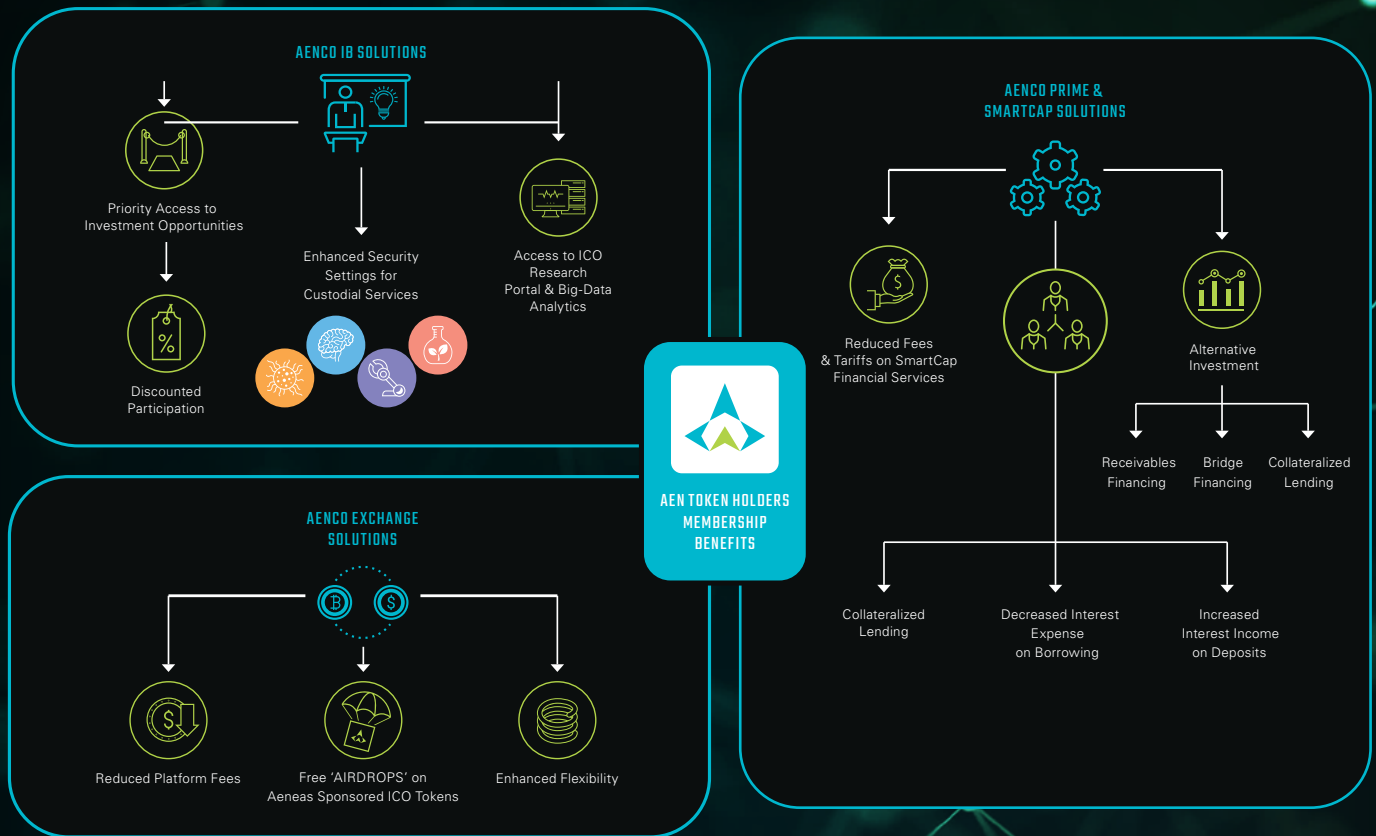 AENCO IB SOLUTIONS
Priority Access to
Investment Opportunities
Discounted
Participation
Enhanced Security
Settings for
Custodial Services
Access to ICO
Research
Portal & Big-Data
Analytics
AENCO EXCHANGE
SOLUTIONS
Reduced Platform Fees
Free ‘AIRDROPS’ on
Aeneas Sponsored ICO Tokens
Enhanced Flexibility
AEN TOKEN HOLDERS
MEMBERSHIP
BENEFITS
AENCO PRIME &
SMARTCAP SOLUTIONS
Reduced Fees
& Tariffs on SmartCap
Financial Services
Alternative
Investment
Receivables
Financing
Bridge
Financing
Collateralized
Lending
Collateralized
Lending
Decreased Interest
Expense
on Borrowing
Increased
Interest Income
on Deposits